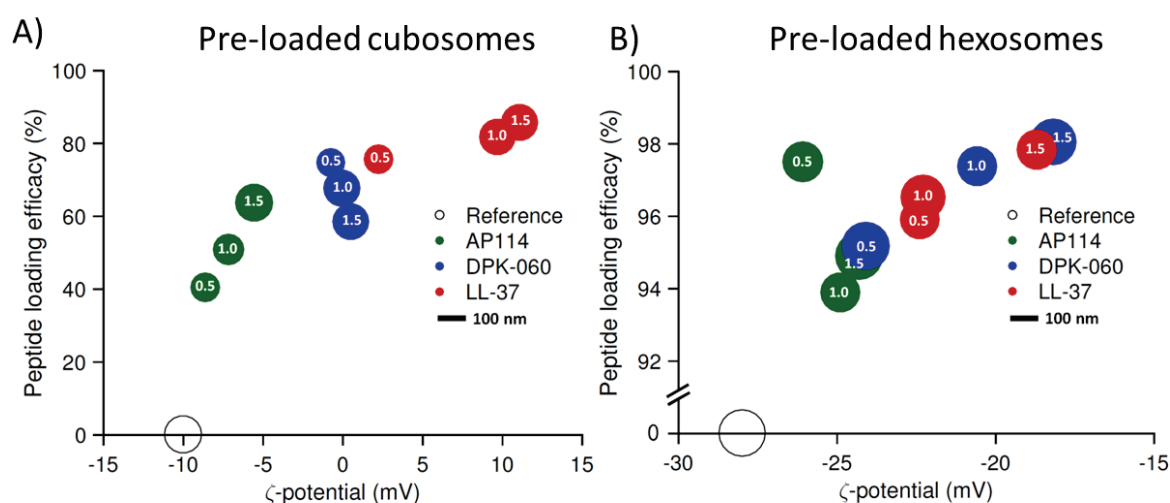 A) Pre-loaded cubosomes
Peptide loading efficacy (%)
100
80
60
40
20
0
-15 -10 -5 0 5 10 15
ζ-potential (mV)
0.5
1.0
1.5
0.5
1.0
1.5
0.5
1.0
1.5
Reference
AP114
DPK-060
LL-37
100 nm
B) Pre-loaded hexosomes
Peptide loading efficacy (%)
100
98
96
94
92
0
-30 -25 -20 -15
ζ-potential (mV)
0.5
1.0
1.5
0.5
1.0
1.5
0.5
1.0
1.5
Reference
AP114
DPK-060
LL-37
100 nm